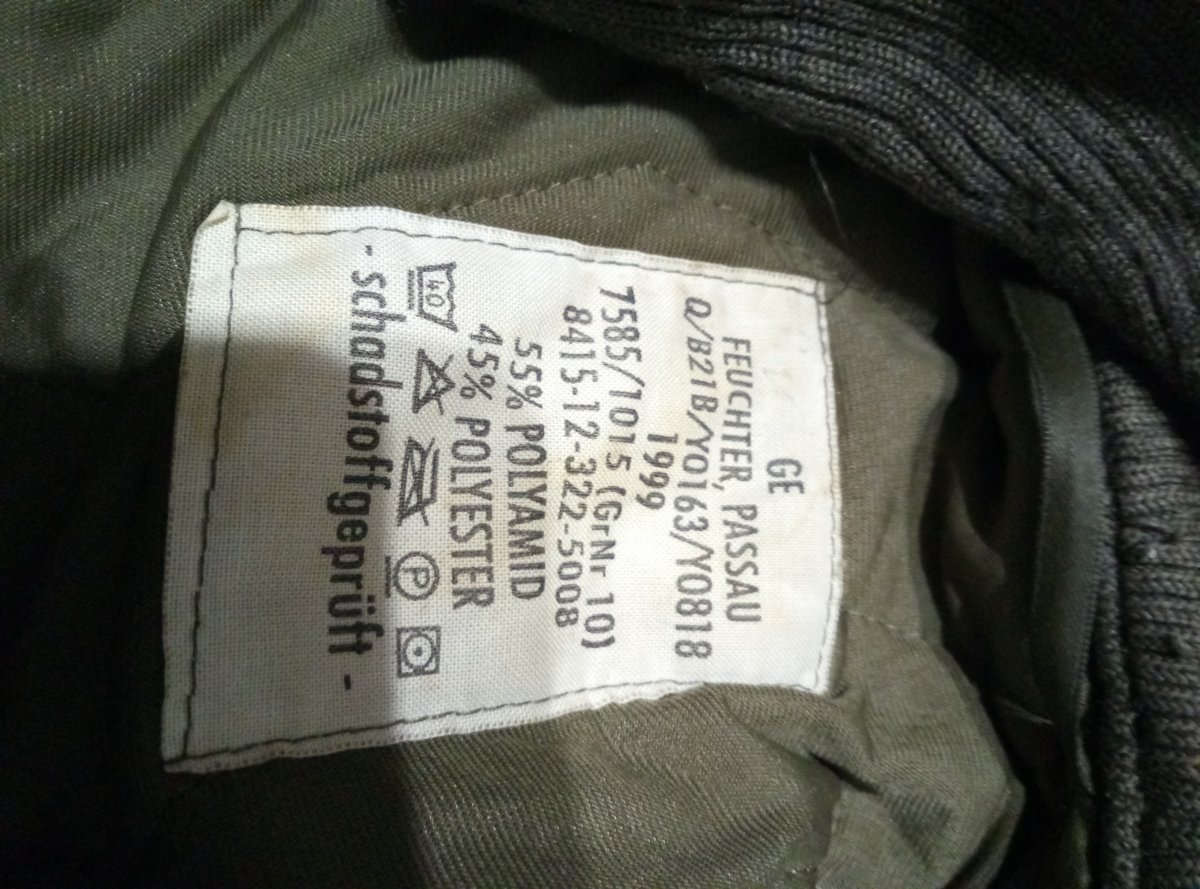 GE
FEUCHTER, PASSAU
Q/B21B/Y0163/Y0818
1999
7585/1015 (GrNr 10)
8415-12-322-5008
55% POLYAMID
45% POLYESTER
40 P
- schadstoffgeprüft -